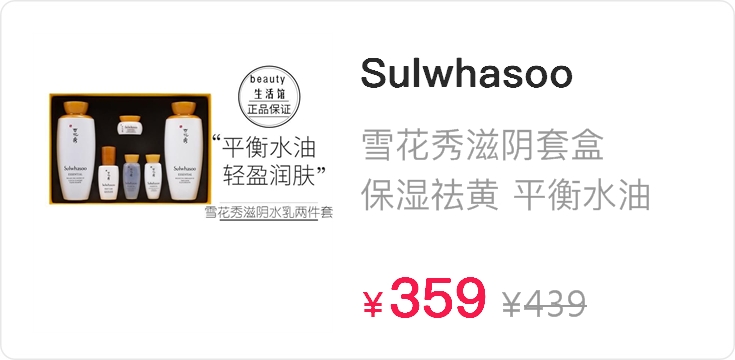 Sulwhasoo
雪花秀滋阴套盒
保湿祛黄 平衡水油
¥359 ¥439
beauty
生活馆
正品保证
“平衡水油
轻盈润肤”
雪花秀滋阴水乳两件套
Sulwhasoo
Sulwhasoo